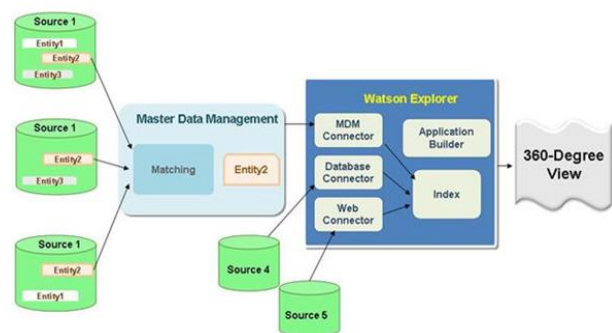 Source 1
Entity1
Entity2
Entity3
Source 1
Entity2
Entity3
Source 1
Entity2
Entity1
Master Data Management
Matching
Entity2
Source 4
Source 5
Watson Explorer
MDM
Connector
Database
Connector
Web
Connector
Application
Builder
Index
360-Degree
View